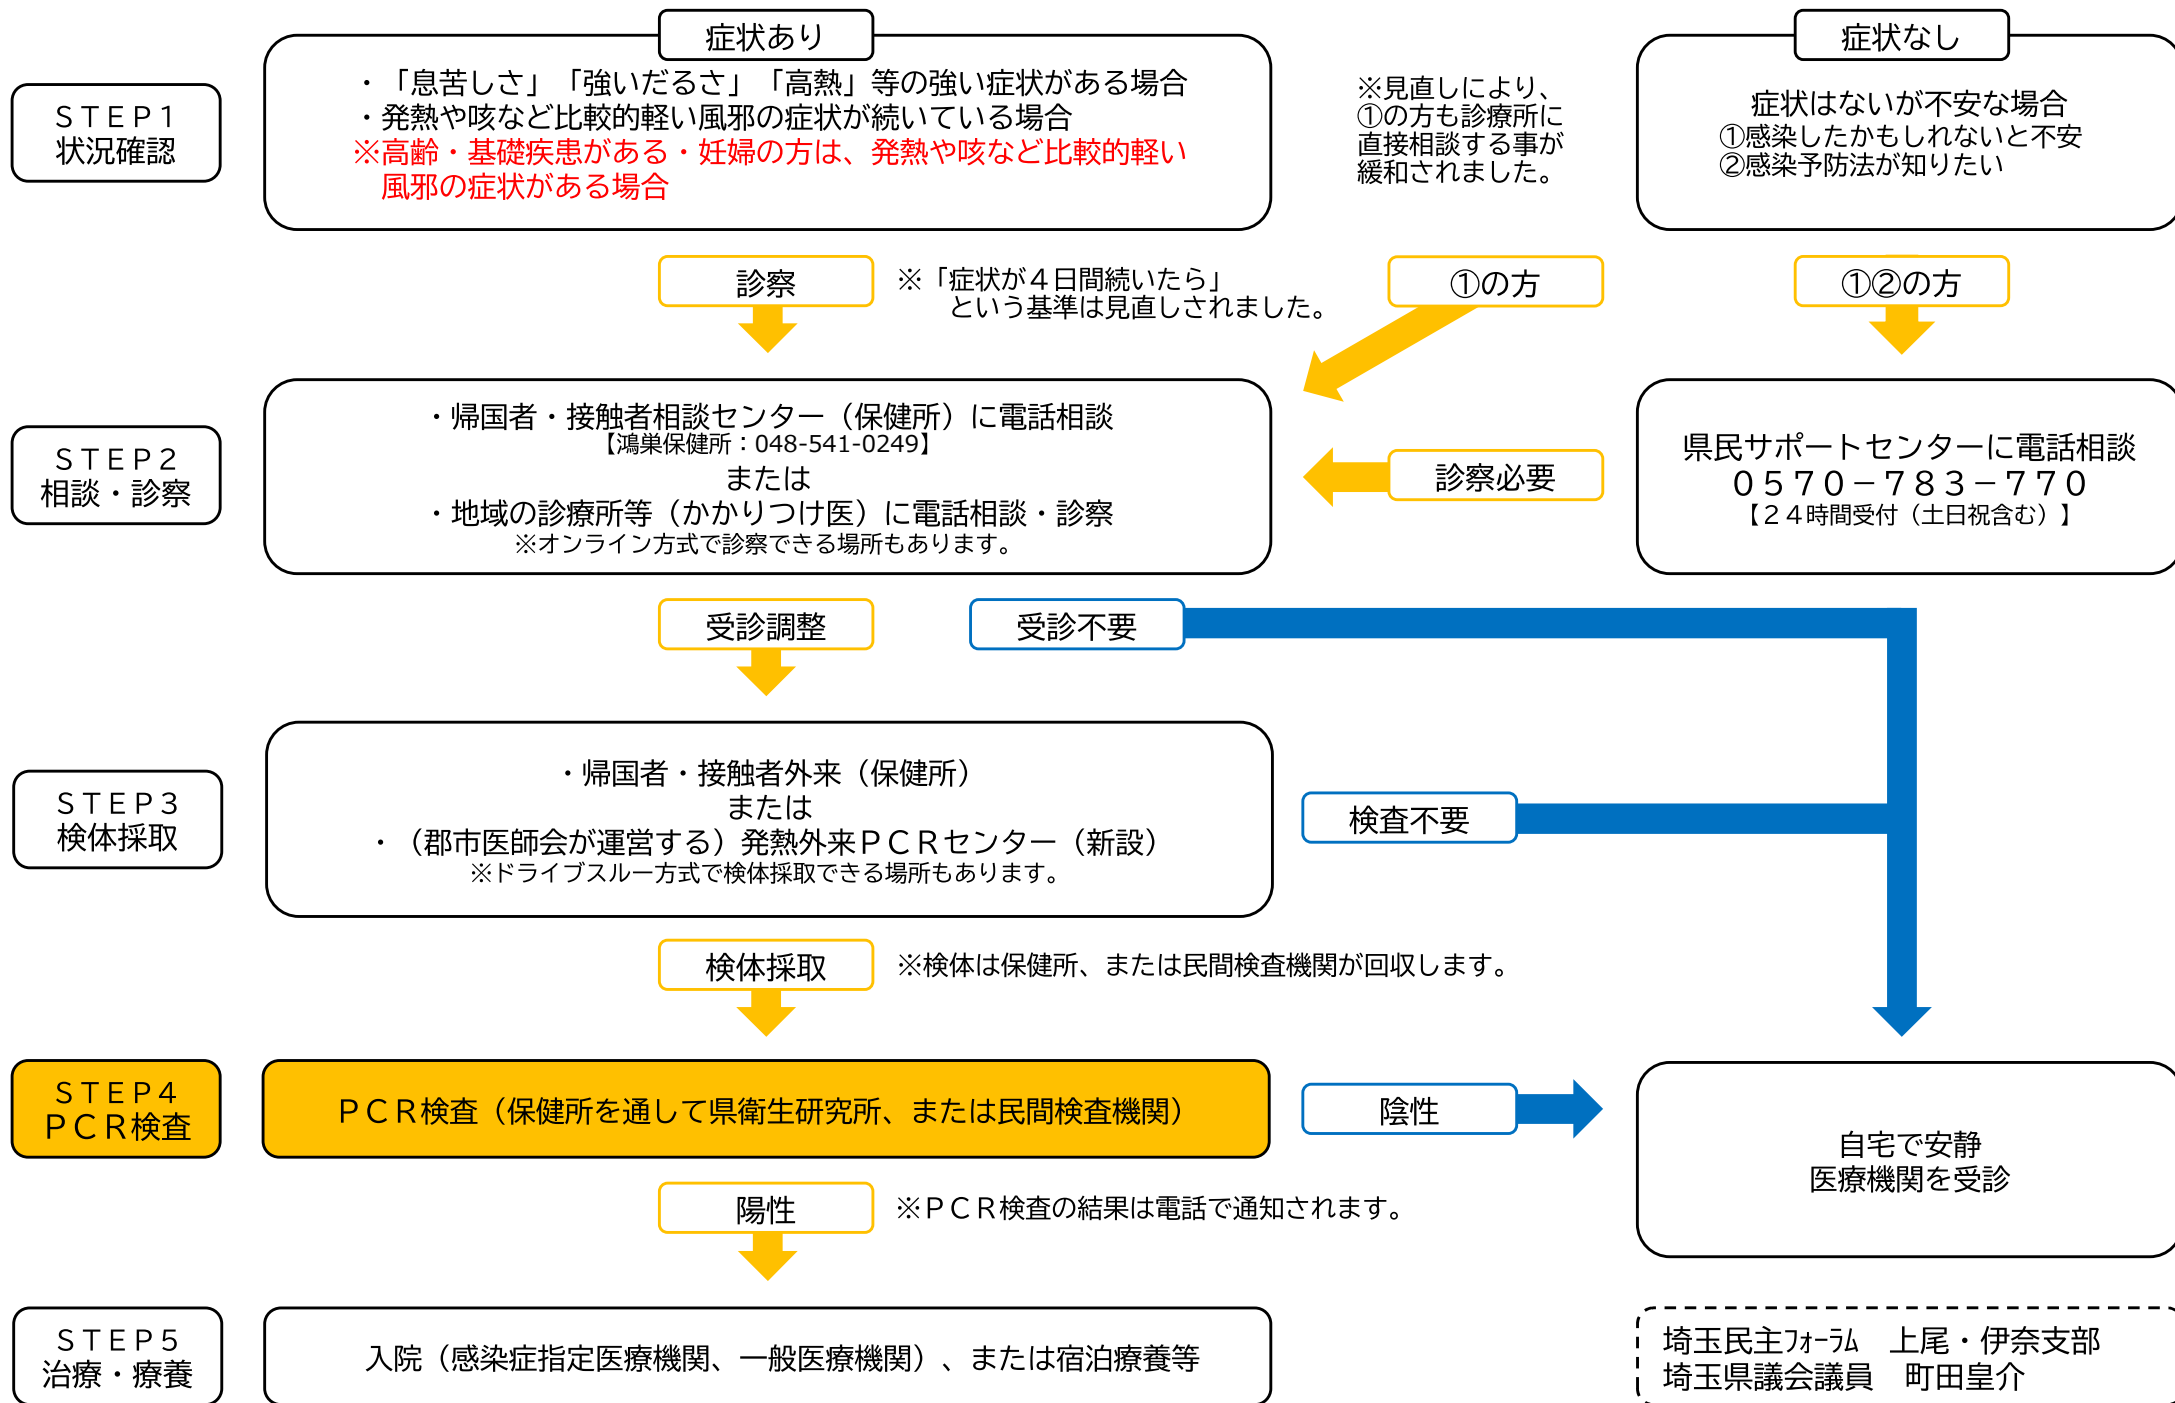 症状あり
症状なし
ＳＴＥＰ１
状況確認
・「息苦しさ」「強いだるさ」「高熱」等の強い症状がある場合
・発熱や咳など比較的軽い風邪の症状が続いている場合
※高齢・基礎疾患がある・妊婦の方は、発熱や咳など比較的軽い
風邪の症状がある場合
※見直しにより、
①の方も診療所に
直接相談する事が
緩和されました。
症状はないが不安な場合
①感染したかもしれないと不安
②感染予防法が知りたい
診察
※「症状が４日間続いたら」
という基準は見直しされました。
①の方
①②の方
ＳＴＥＰ２
相談・診察
・帰国者・接触者相談センター（保健所）に電話相談
【鴻巣保健所：048-541-0249】
または
・地域の診療所等（かかりつけ医）に電話相談・診察
※オンライン方式で診察できる場所もあります。
診察必要
県民サポートセンターに電話相談
０５７０－７８３－７７０
【２４時間受付（土日祝含む）】
受診調整
受診不要
ＳＴＥＰ３
検体採取
・帰国者・接触者外来（保健所）
または
・（郡市医師会が運営する）発熱外来ＰＣＲセンター（新設）
※ドライブスルー方式で検体採取できる場所もあります。
検査不要
検体採取
※検体は保健所、または民間検査機関が回収します。
ＳＴＥＰ４
ＰＣＲ検査
ＰＣＲ検査（保健所を通して県衛生研究所、または民間検査機関）
陰性
自宅で安静
医療機関を受診
陽性
※ＰＣＲ検査の結果は電話で通知されます。
ＳＴＥＰ５
治療・療養
入院（感染症指定医療機関、一般医療機関）、または宿泊療養等
埼玉民主ﾌｫｰﾗﾑ　上尾・伊奈支部
埼玉県議会議員　町田皇介